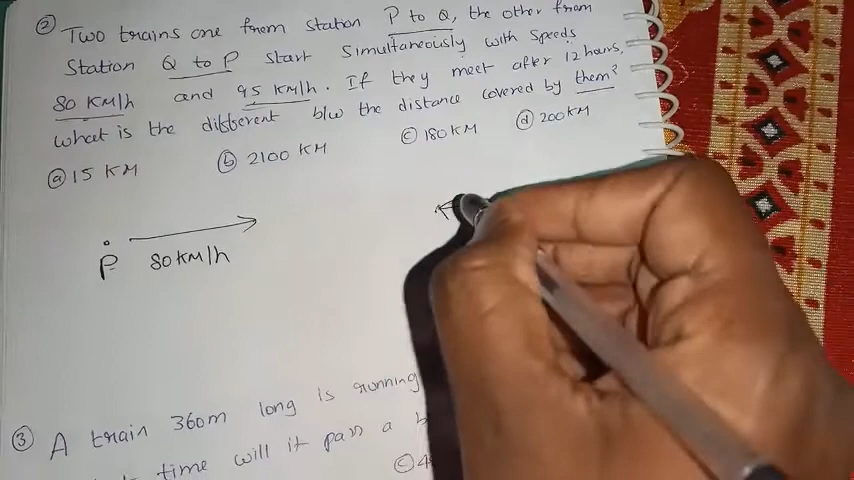 ② Two trains one from Station P to Q, the other from
Station Q to P start Simultaneously with speeds
80 KM/h and 95 KM/h. If they meet after 12 hours,
what is the different b/w the distance covered by them?
ⓐ 15 KM ⓑ 2100 KM ⓒ 180 KM ⓓ 200 KM
P 80 KM/h
③ A train 360m long is running
time will it pass a b
ⓒ 4